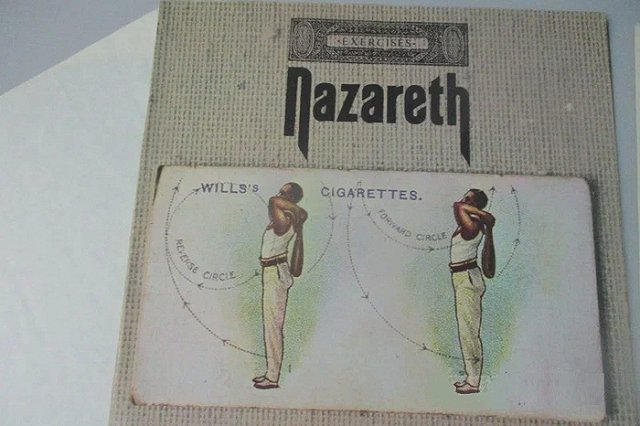 ·EXERCISES·
Nazareth
WILLS'S CIGARETTES.
REVERSE CIRCLE
FORWARD CIRCLE